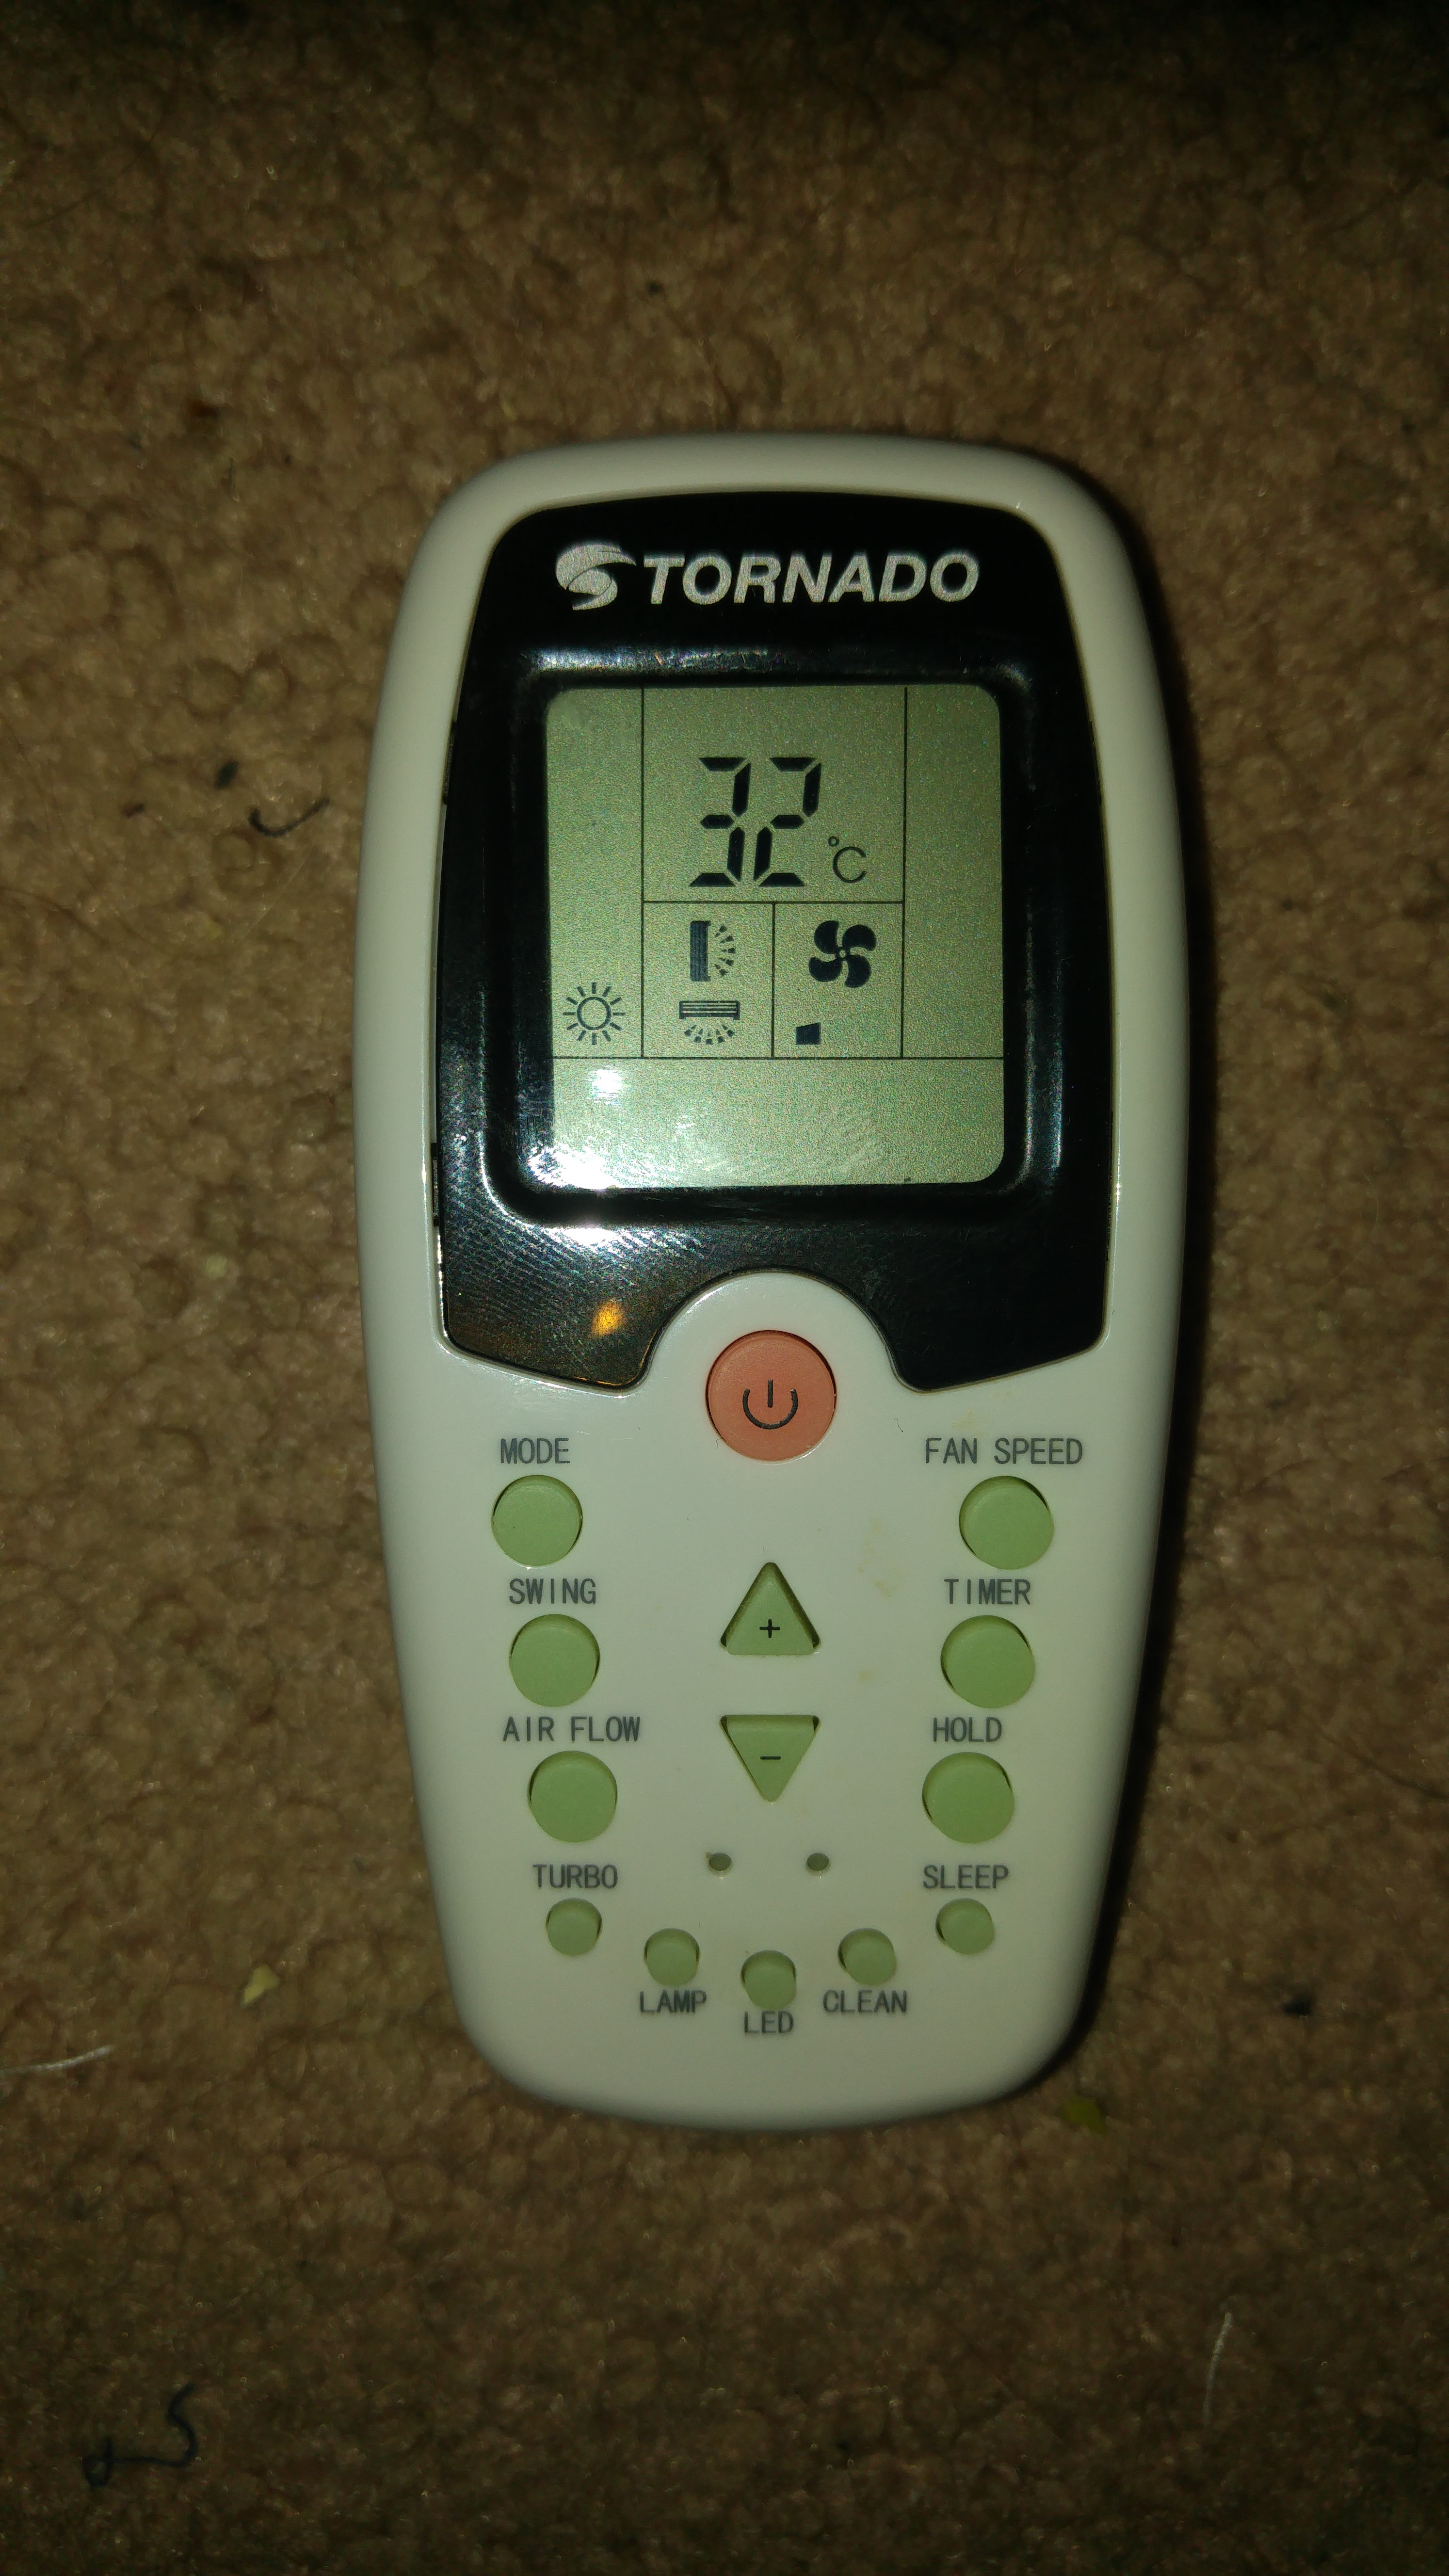 TORNADO
32 °C
MODE
FAN SPEED
SWING
+
TIMER
AIR FLOW
-
HOLD
TURBO
SLEEP
LAMP
LED
CLEAN